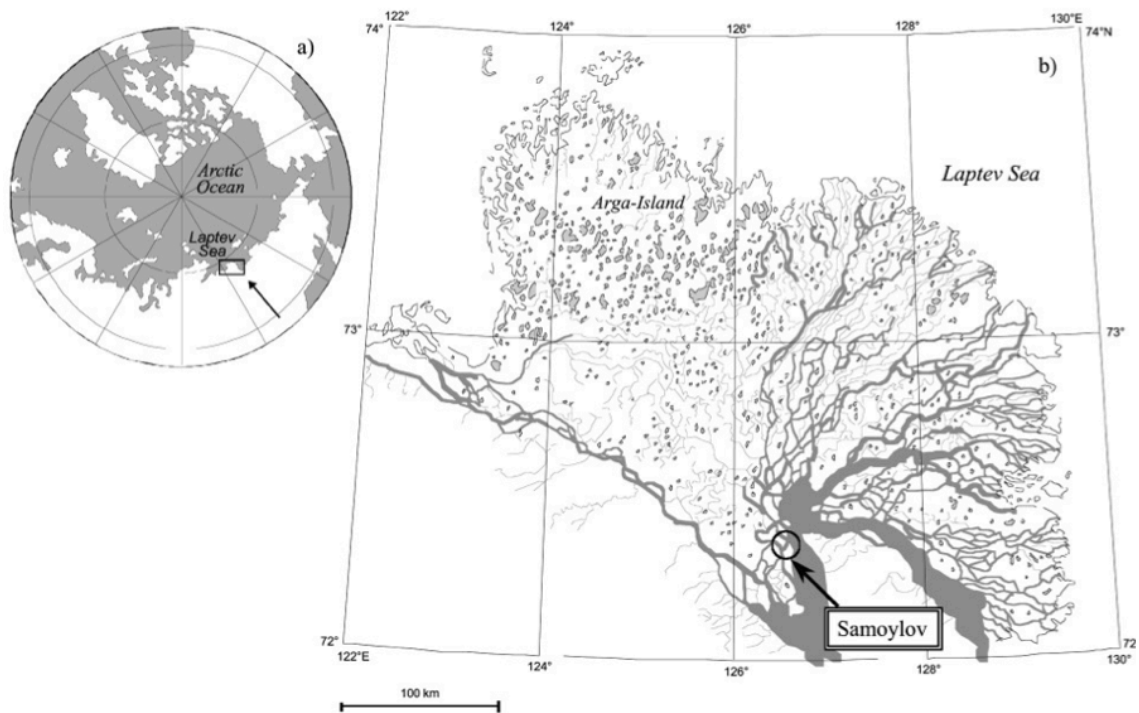 a)
Arctic
Ocean
Laptev
Sea
122°
124°
126°
128°
130°E
74°
74°N
b)
Laptev Sea
Arga-Island
73°
73°
Samoylov
72°
72°
122°E
124°
126°
128°
130°
100 km